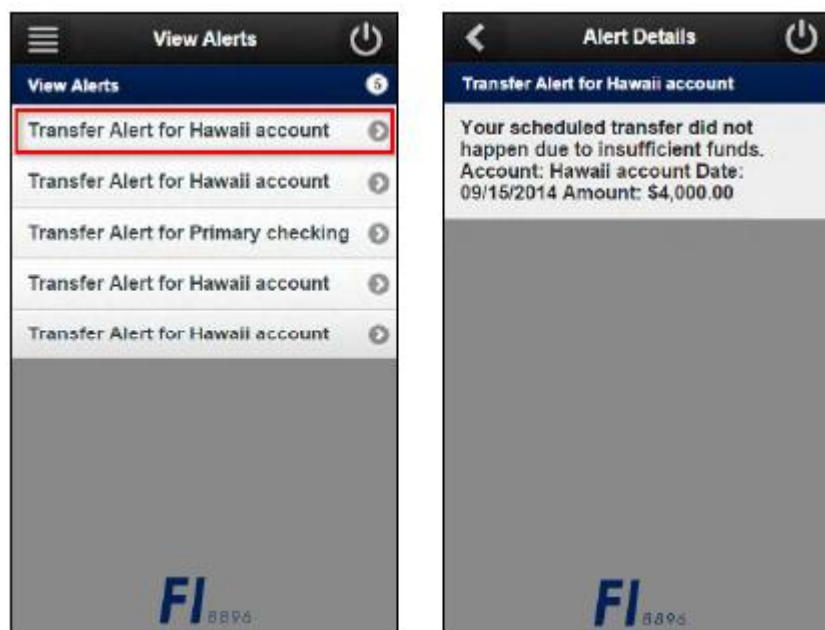 View Alerts
View Alerts 5
Transfer Alert for Hawaii account
Transfer Alert for Hawaii account
Transfer Alert for Primary checking
Transfer Alert for Hawaii account
Transfer Alert for Hawaii account
FI 8896
Alert Details
Transfer Alert for Hawaii account
Your scheduled transfer did not
happen due to insufficient funds.
Account: Hawaii account Date:
09/15/2014 Amount: $4,000.00
FI 8896